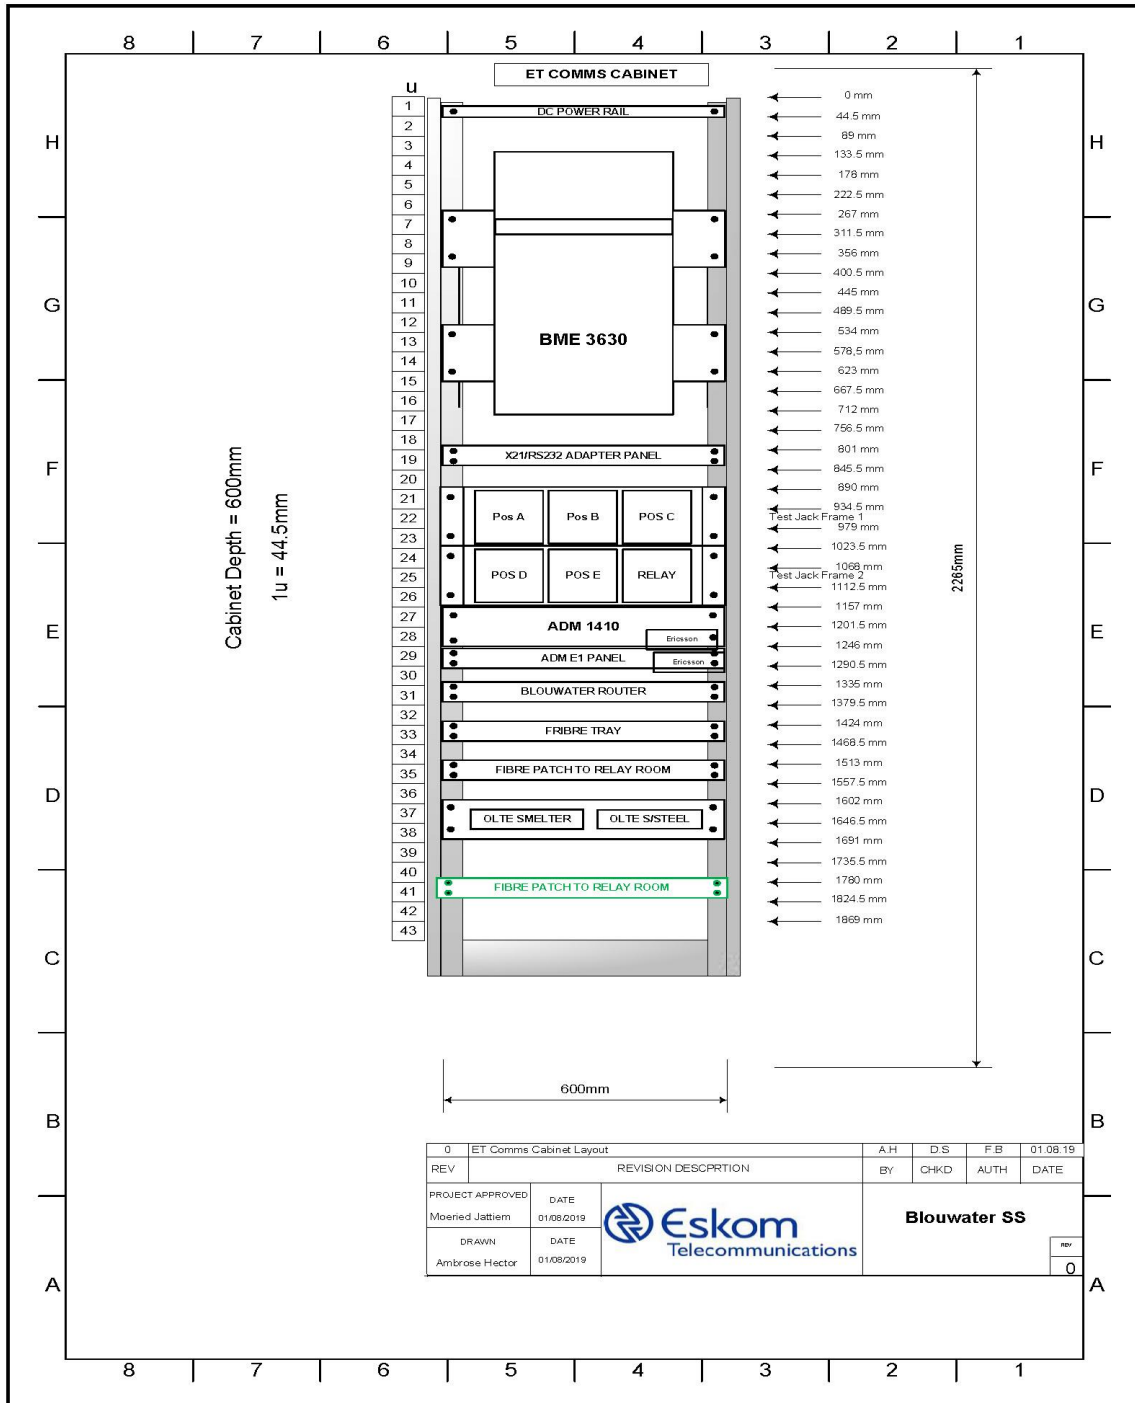 8 7 6 5 4 3 2 1
ET COMMS CABINET
u
1
2
3
4
5
6
7
8
9
10
11
12
13
14
15
16
17
18
19
20
21
22
23
24
25
26
27
28
29
30
31
32
33
34
35
36
37
38
39
40
41
42
43
DC POWER RAIL
BME 3630
X21/RS232 ADAPTER PANEL
Pos A Pos B POS C
POS D POS E RELAY
ADM 1410
Ericsson
ADM E1 PANEL
Ericsson
BLOUWATER ROUTER
FRIBRE TRAY
FIBRE PATCH TO RELAY ROOM
OLTE SMELTER OLTE S/STEEL
FIBRE PATCH TO RELAY ROOM
0 mm
44.5 mm
89 mm
133.5 mm
178 mm
222.5 mm
267 mm
311.5 mm
356 mm
400.5 mm
445 mm
489.5 mm
534 mm
578,5 mm
623 mm
667.5 mm
712 mm
756.5 mm
801 mm
845.5 mm
890 mm
934.5 mm
Test Jack Frame 1
979 mm
1023.5 mm
1068 mm
Test Jack Frame 2
1112.5 mm
1157 mm
1201.5 mm
1246 mm
1290.5 mm
1335 mm
1379.5 mm
1424 mm
1468.5 mm
1513 mm
1557.5 mm
1602 mm
1646.5 mm
1691 mm
1735.5 mm
1780 mm
1824.5 mm
1869 mm
2265mm
Cabinet Depth = 600mm
1u = 44.5mm
600mm
H
G
F
E
D
C
B
A
H
G
F
E
D
C
B
A
0 ET Comms Cabinet Layout A.H D.S F.B 01.08.19
REV REVISION DESCPRTION BY CHKD AUTH DATE
PROJECT APPROVED DATE
Moeried Jattiem 01/08/2019
DRAWN DATE
Ambrose Hector 01/08/2019
Eskom
Telecommunications
Blouwater SS
REV
0
8 7 6 5 4 3 2 1